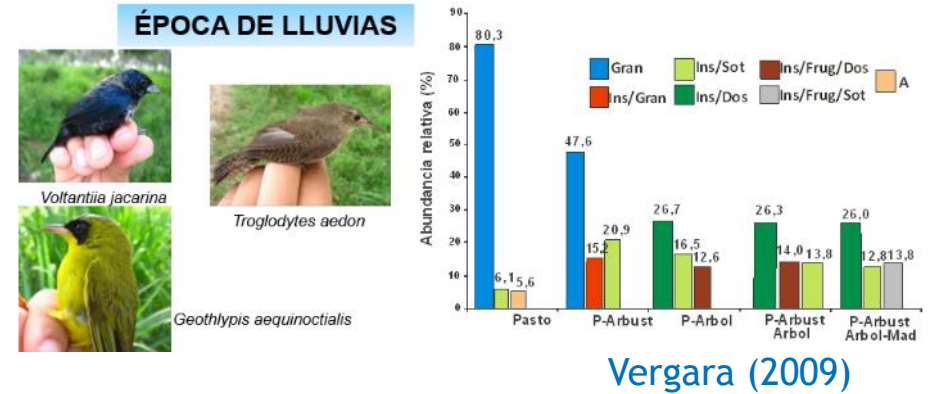 ÉPOCA DE LLUVIAS
Voltantiia jacarina
Troglodytes aedon
Geothlypis aequinoctialis
Abundancia relativa (%)
90
80
70
60
50
40
30
20
10
0
Gran
Ins/Sot
Ins/Frug/Dos
A
Ins/Gran
Ins/Dos
Ins/Frug/Sot
80,3
6,1
5,6
47,6
15,2
20,9
26,7
16,5
12,6
26,3
14,0
13,8
26,0
12,8
13,8
Pasto
P-Arbust
P-Arbol
P-Arbust
Arbol
P-Arbust
Arbol-Mad
Vergara (2009)